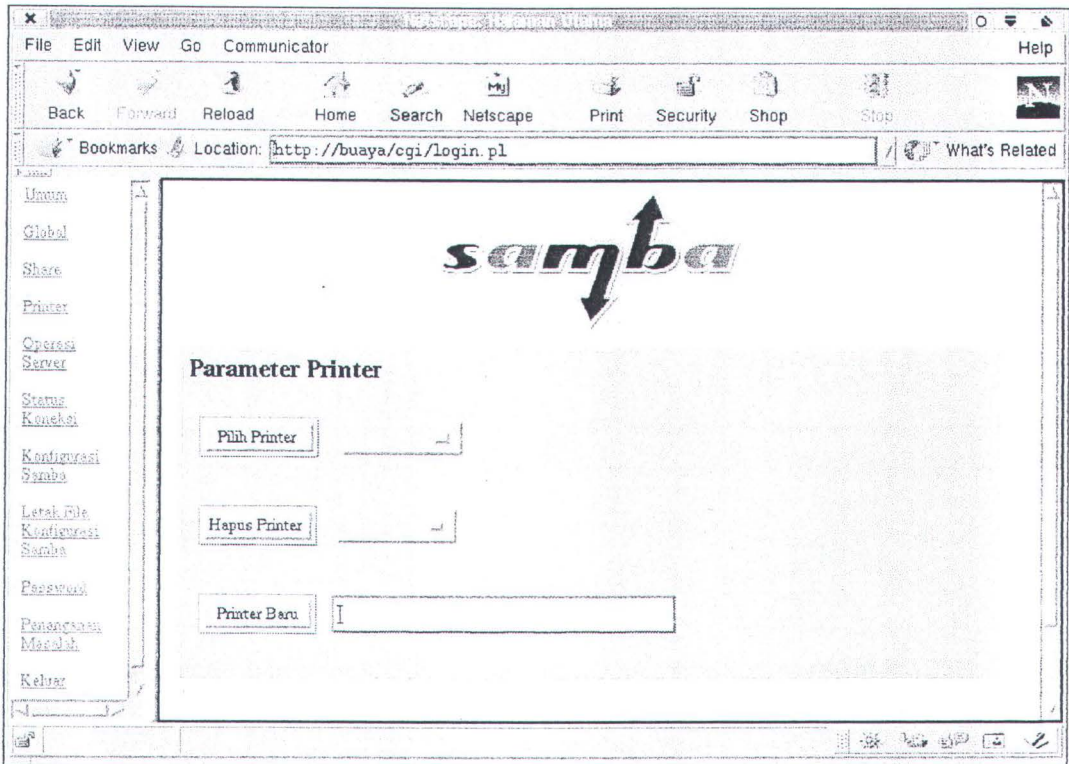 File Edit View Go Communicator Help
Back Forward Reload Home Search Netscape Print Security Shop Stop
My
N
Bookmarks Location: http://buaya/cgi/login.pl What's Related
Umum
Global
Share
Printer
Operasi
Server
Status
Koneksi
Konfigurasi
Samba
Letak File
Konfigurasi
Samba
Password
Penanganan
Masalah
Keluar
samba
Parameter Printer
Pilih Printer
Hapus Printer
Printer Baru